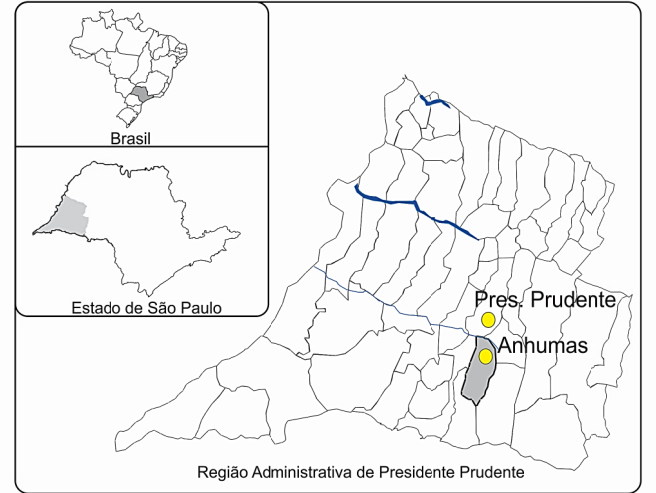 Brasil
Estado de São Paulo
Pres. Prudente
Anhumas
Região Administrativa de Presidente Prudente